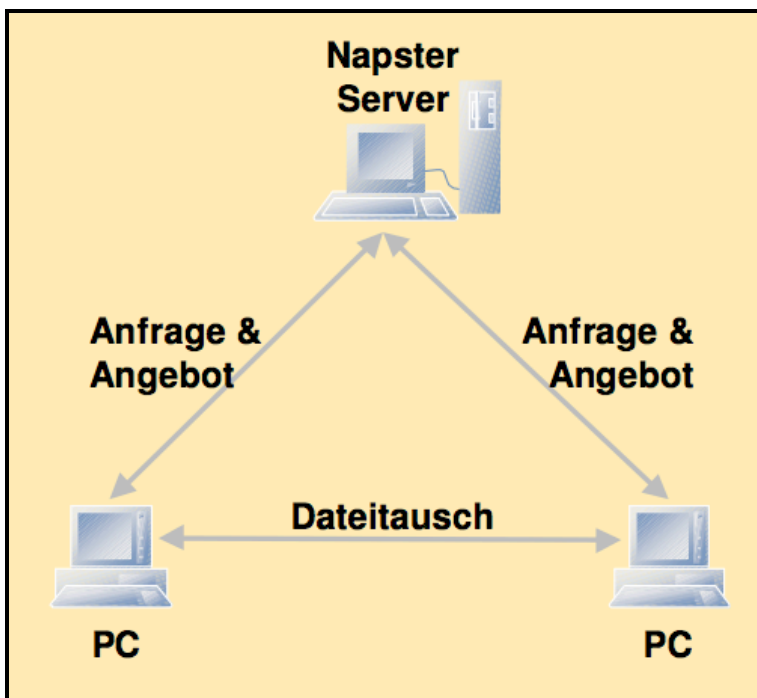 Napster
Server
Anfrage &
Angebot
Anfrage &
Angebot
Dateitausch
PC
PC